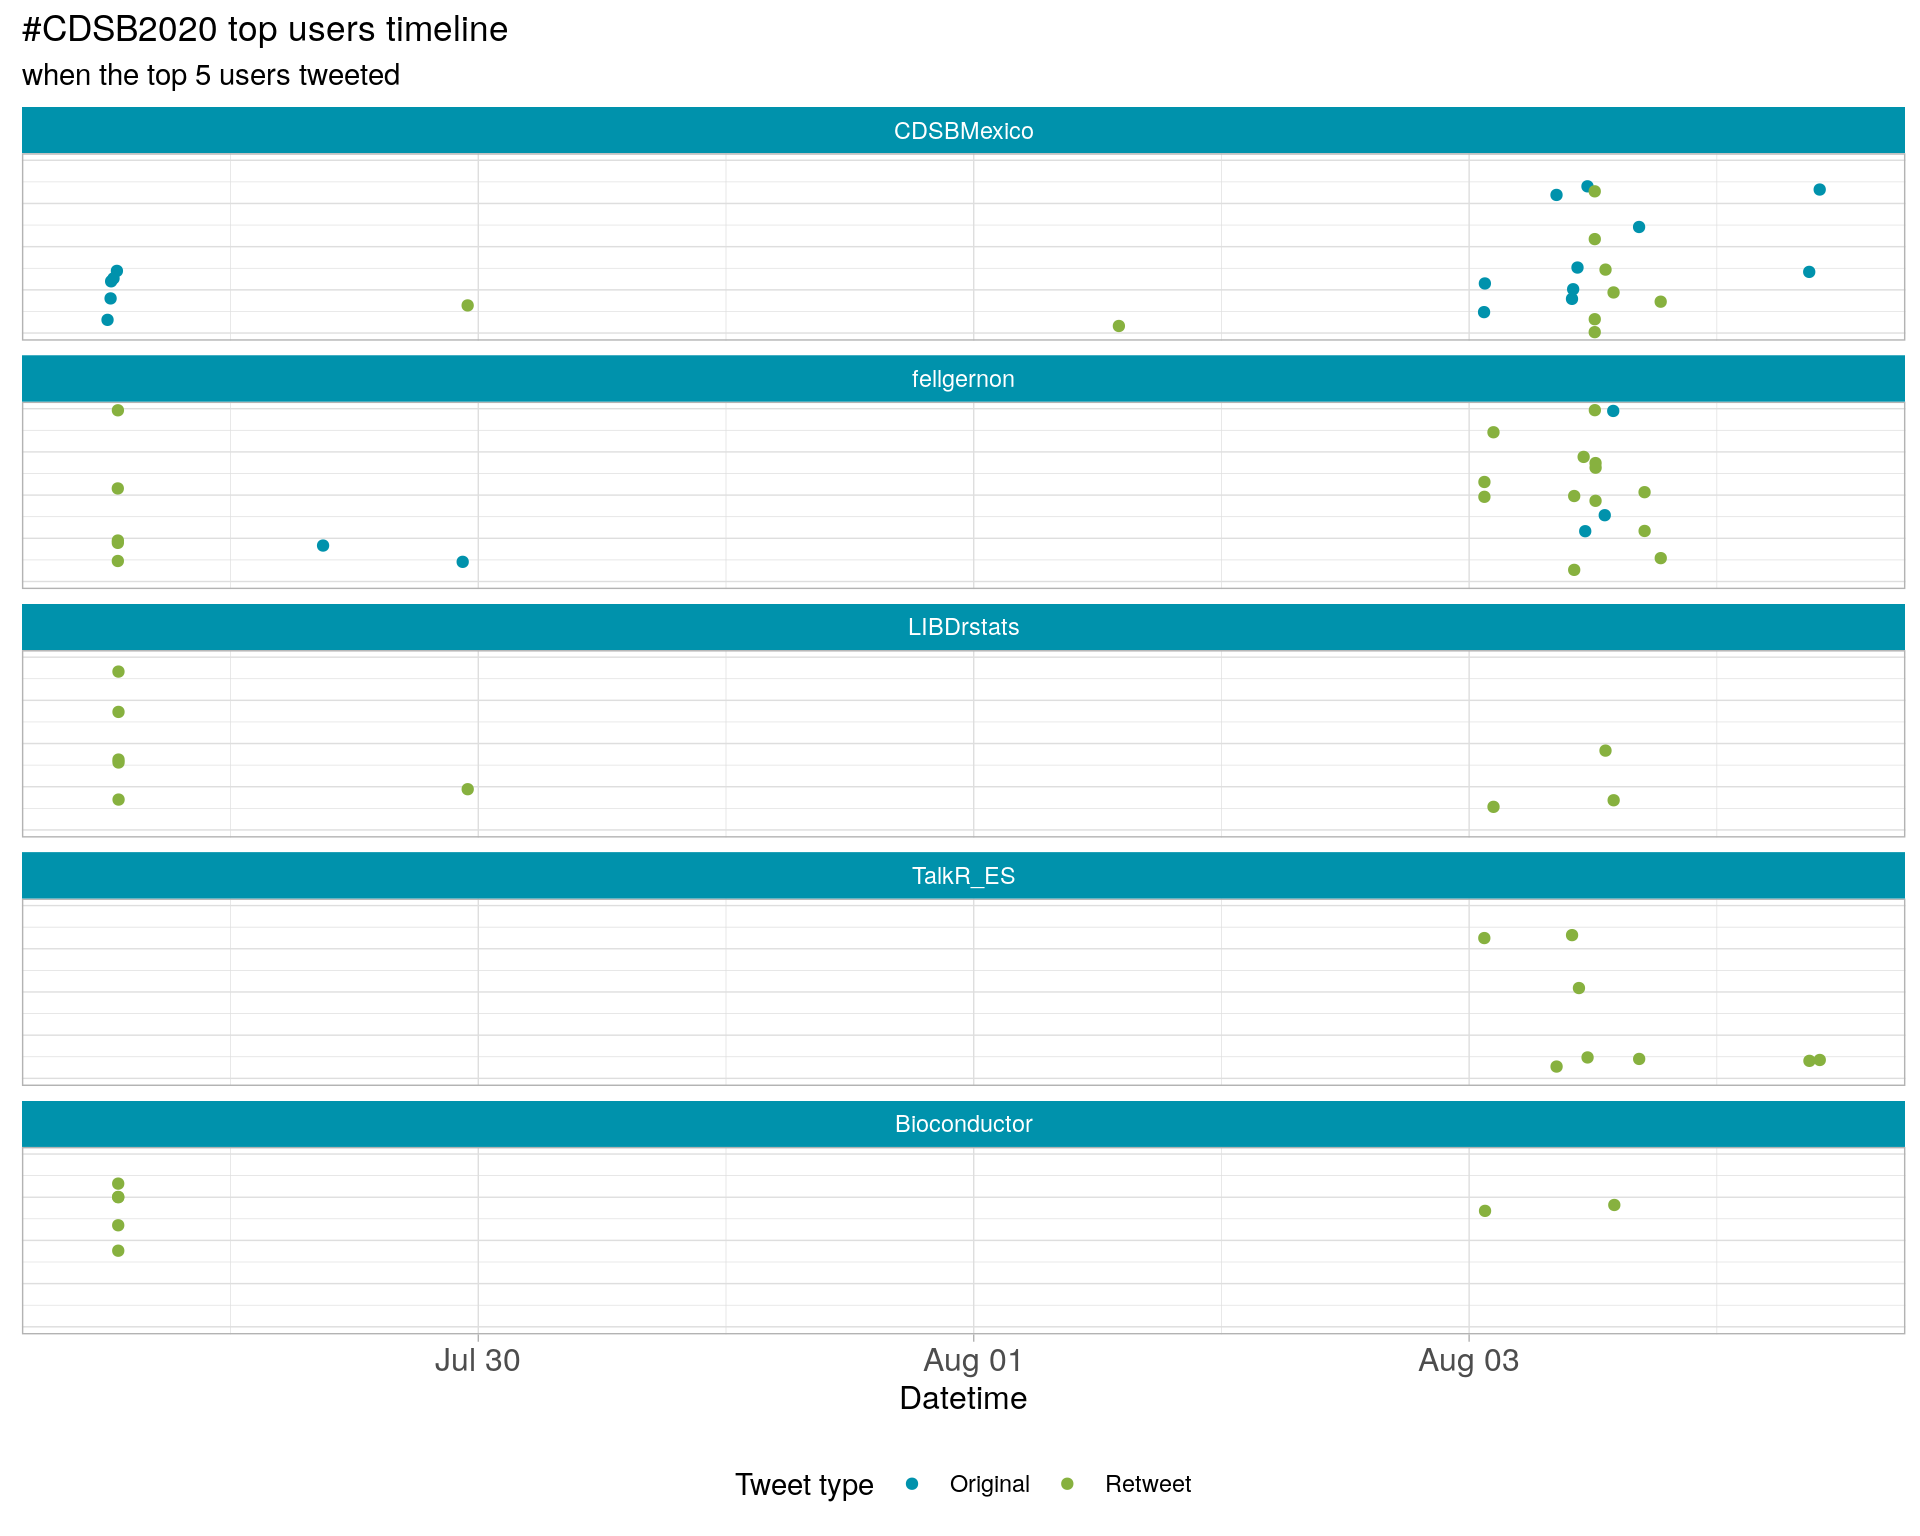 #CDSB2020 top users timeline
when the top 5 users tweeted
CDSBMexico
fellgernon
LIBDrstats
TalkR_ES
Bioconductor
Jul 30 Aug 01 Aug 03
Datetime
Tweet type Original Retweet